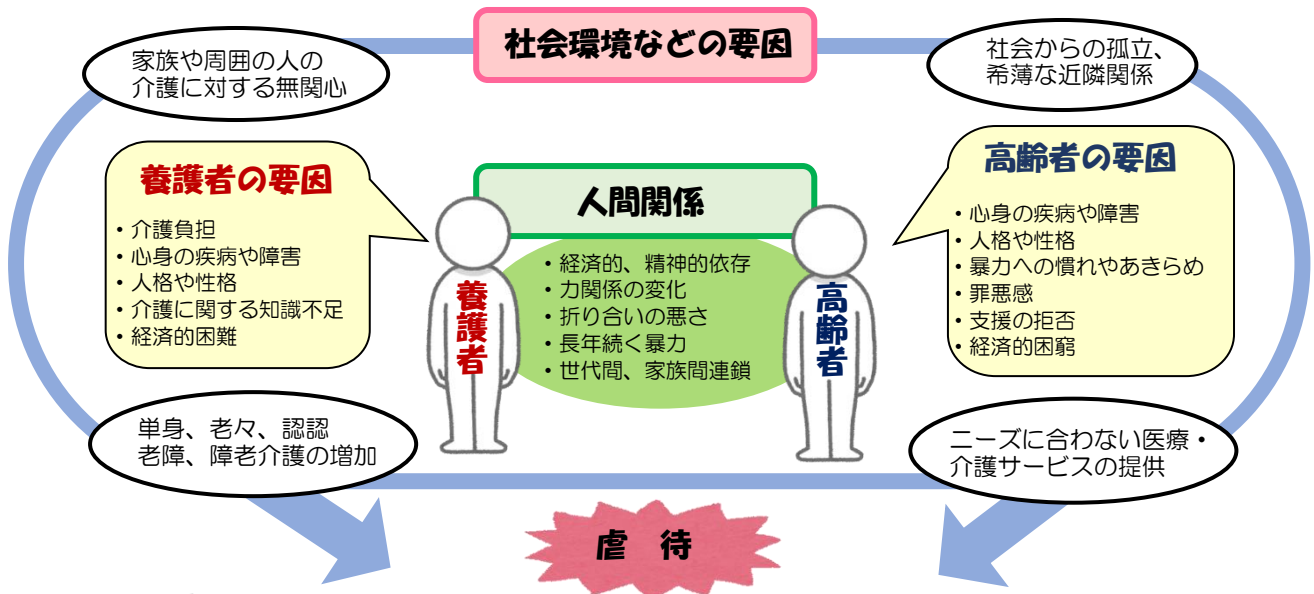 社会環境などの要因
家族や周囲の人の
介護に対する無関心
社会からの孤立、
希薄な近隣関係
養護者の要因
・介護負担
・心身の疾病や障害
・人格や性格
・介護に関する知識不足
・経済的困難
人間関係
・経済的、精神的依存
・力関係の変化
・折り合いの悪さ
・長年続く暴力
・世代間、家族間連鎖
養護者
高齢者
高齢者の要因
・心身の疾病や障害
・人格や性格
・暴力への慣れやあきらめ
・罪悪感
・支援の拒否
・経済的困窮
単身、老々、認認
老障、障老介護の増加
ニーズに合わない医療・
介護サービスの提供
虐 待